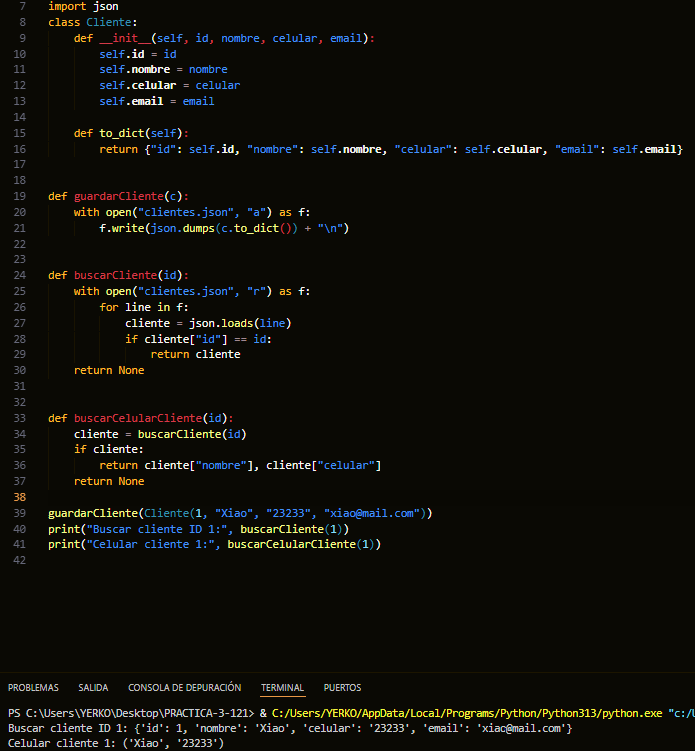 7 import json
8 class Cliente:
9     def __init__(self, id, nombre, celular, email):
10         self.id = id
11         self.nombre = nombre
12         self.celular = celular
13         self.email = email
14
15     def to_dict(self):
16         return {"id": self.id, "nombre": self.nombre, "celular": self.celular, "email": self.email}
17
18
19 def guardarCliente(c):
20     with open("clientes.json", "a") as f:
21         f.write(json.dumps(c.to_dict()) + "\n")
22
23
24 def buscarCliente(id):
25     with open("clientes.json", "r") as f:
26         for line in f:
27             cliente = json.loads(line)
28             if cliente["id"] == id:
29                 return cliente
30     return None
31
32
33 def buscarCelularCliente(id):
34     cliente = buscarCliente(id)
35     if cliente:
36         return cliente["nombre"], cliente["celular"]
37     return None
38
39 guardarCliente(Cliente(1, "Xiao", "23233", "xiao@mail.com"))
40 print("Buscar cliente ID 1:", buscarCliente(1))
41 print("Celular cliente 1:", buscarCelularCliente(1))
42
PROBLEMAS SALIDA CONSOLA DE DEPURACIÓN TERMINAL PUERTOS
PS C:\Users\YERKO\Desktop\PRACTICA-3-121> & C:/Users/YERKO/AppData/Local/Programs/Python/Python313/python.exe "c:/U
Buscar cliente ID 1: {'id': 1, 'nombre': 'Xiao', 'celular': '23233', 'email': 'xiac@mail.com'}
Celular cliente 1: ('Xiao', '23233')